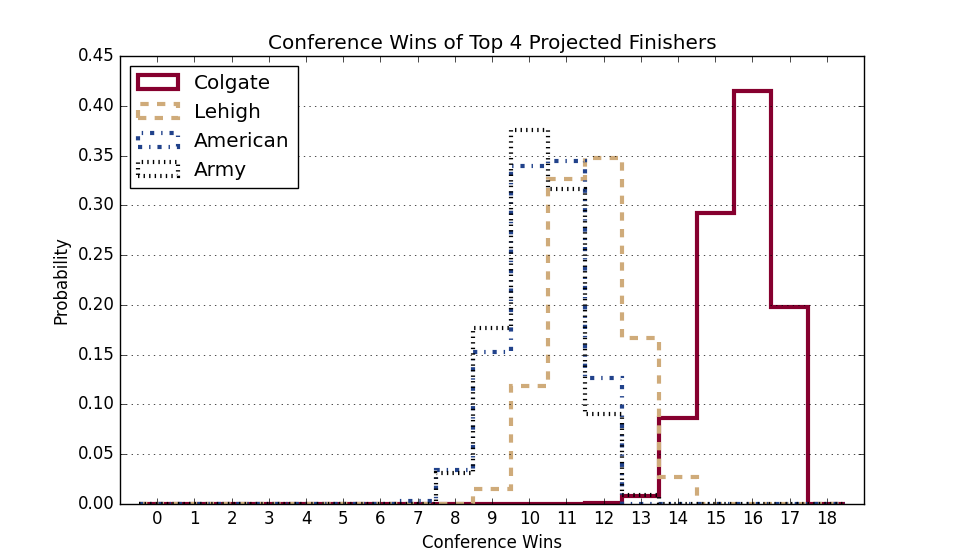 Conference Wins of Top 4 Projected Finishers
Colgate
Lehigh
American
Army
Probability
0.45
0.40
0.35
0.30
0.25
0.20
0.15
0.10
0.05
0.00
0 1 2 3 4 5 6 7 8 9 10 11 12 13 14 15 16 17 18
Conference Wins